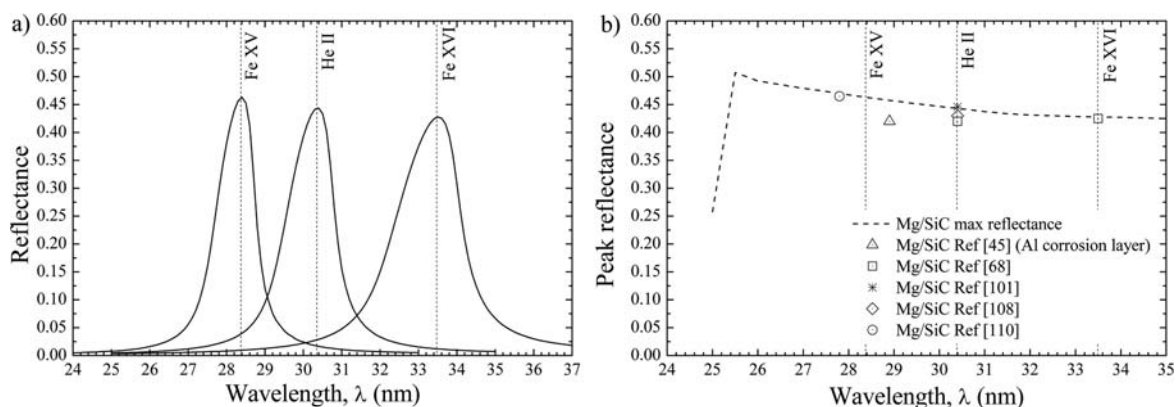 a)
0.60
0.55
0.50
0.45
0.40
0.35
0.30
0.25
0.20
0.15
0.10
0.05
0.00
Reflectance
Fe XV
He II
Fe XVI
24 25 26 27 28 29 30 31 32 33 34 35 36 37
Wavelength, λ (nm)
b)
0.60
0.55
0.50
0.45
0.40
0.35
0.30
0.25
0.20
0.15
0.10
0.05
0.00
Peak reflectance
Fe XV
He II
Fe XVI
Mg/SiC max reflectance
Mg/SiC Ref [45] (Al corrosion layer)
Mg/SiC Ref [68]
Mg/SiC Ref [101]
Mg/SiC Ref [108]
Mg/SiC Ref [110]
24 25 26 27 28 29 30 31 32 33 34 35
Wavelength, λ (nm)